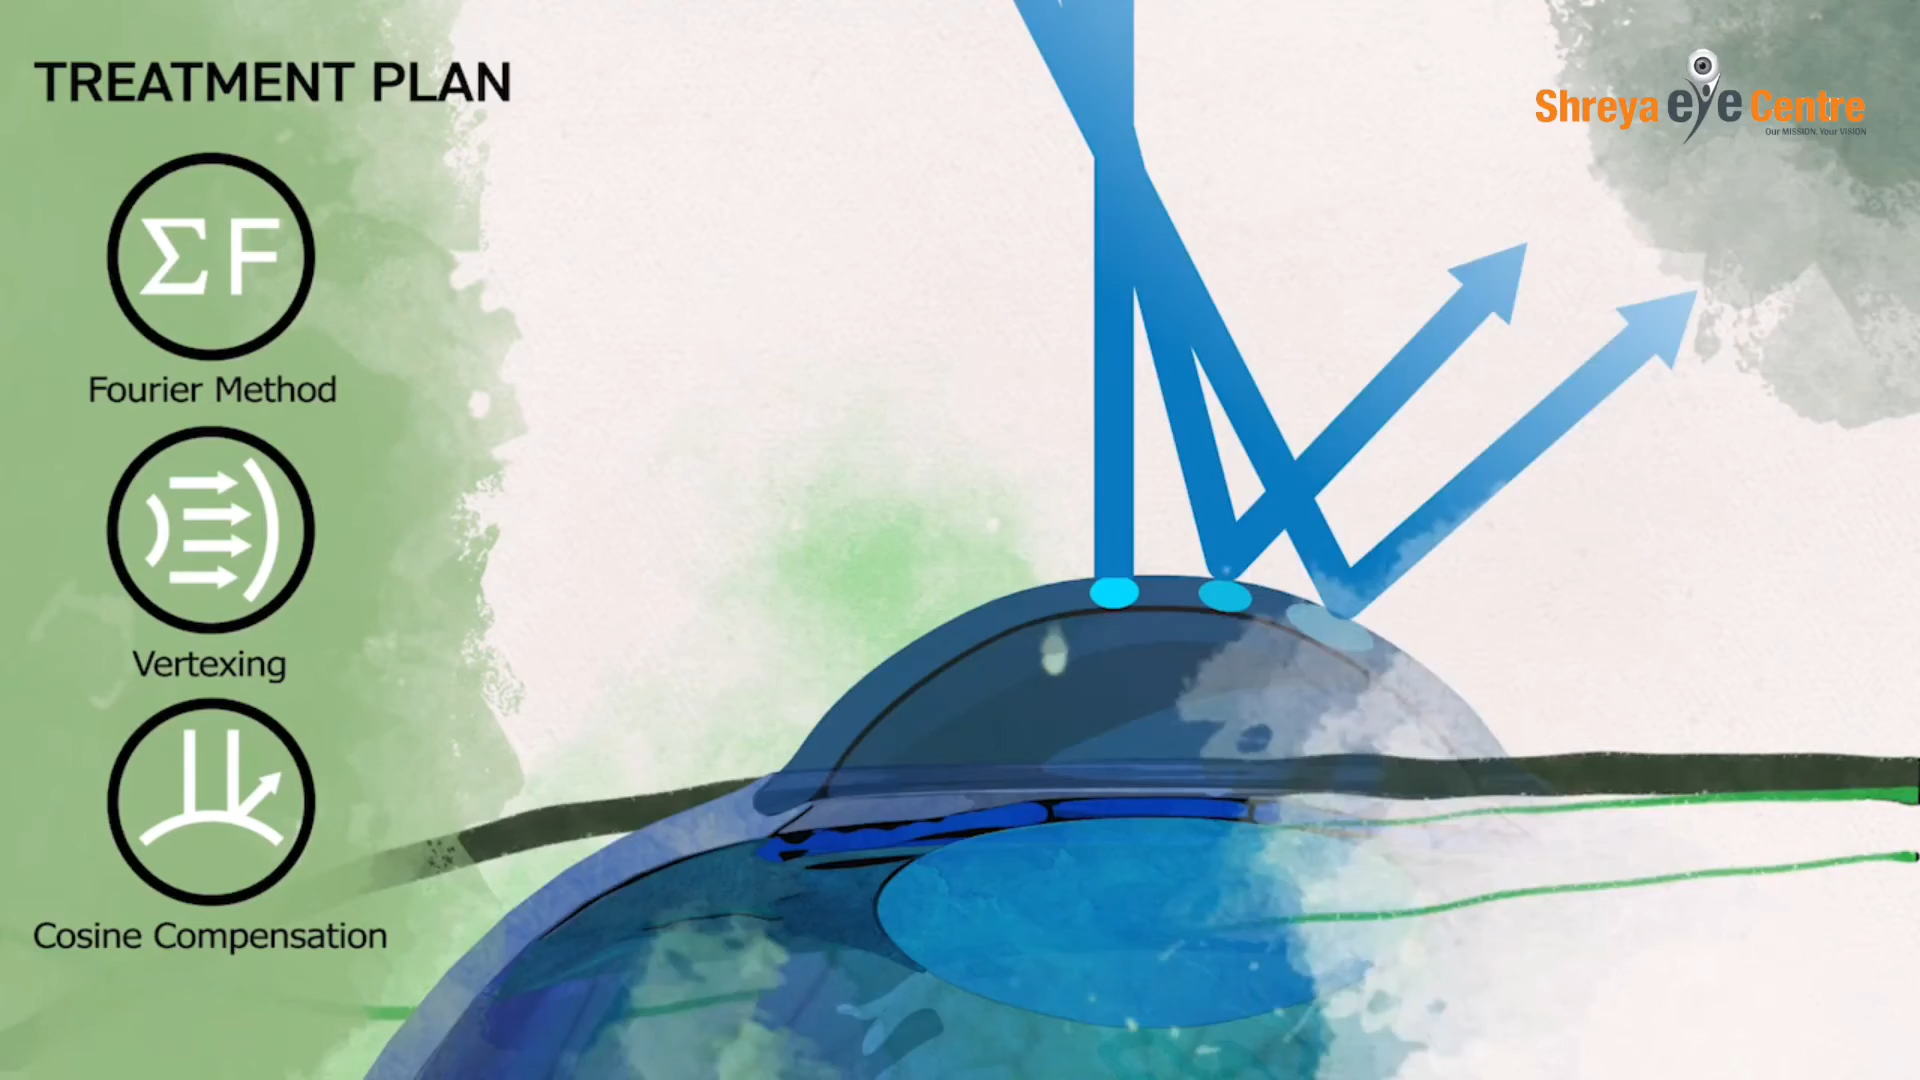 TREATMENT PLAN
Shreya eye Centre
Our MISSION. Your VISION
ΣF
Fourier Method
Vertexing
Cosine Compensation